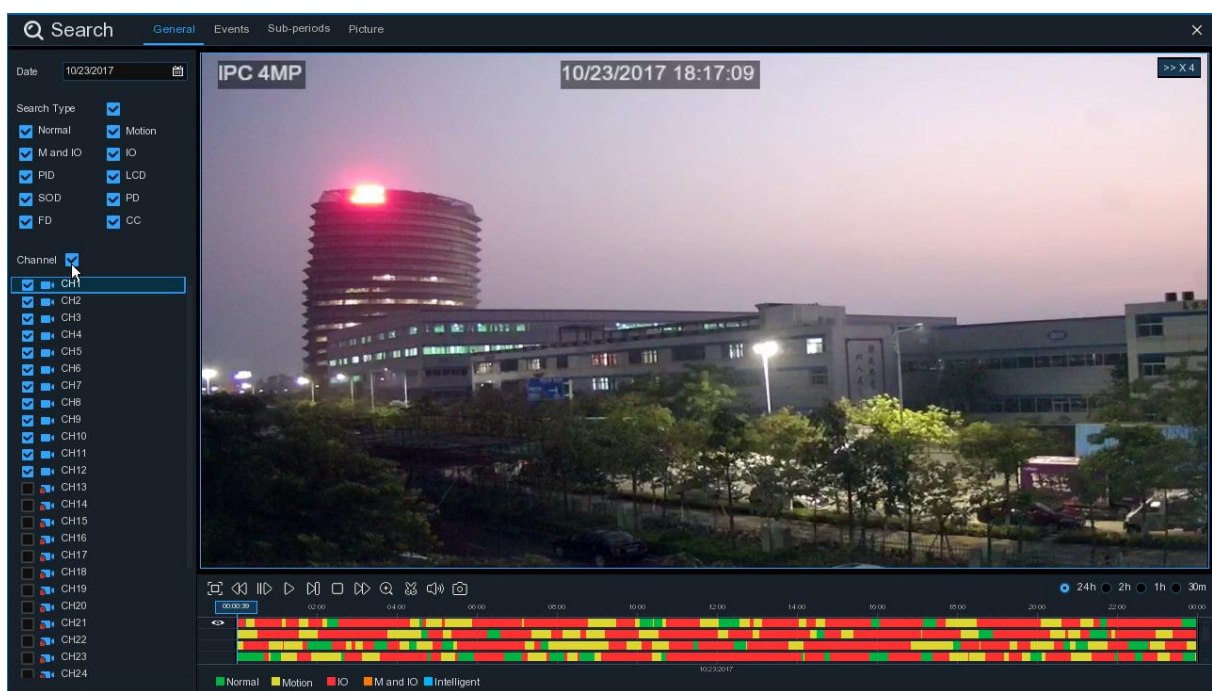 Search General Events Sub-periods Picture
Date 10/23/2017
Search Type
Normal Motion
M and IO IO
PID LCD
SOD PD
FD CC
Channel
CH1
CH2
CH3
CH4
CH5
CH6
CH7
CH8
CH9
CH10
CH11
CH12
CH13
CH14
CH15
CH16
CH17
CH18
CH19
CH20
CH21
CH22
CH23
CH24
IPC 4MP 10/23/2017 18:17:09 >> X 4
24h 2h 1h 30m
00:00:39 02:00 04:00 06:00 08:00 10:00 12:00 14:00 16:00 18:00 20:00 22:00 00:00
10/23/2017
Normal Motion IO M and IO Intelligent